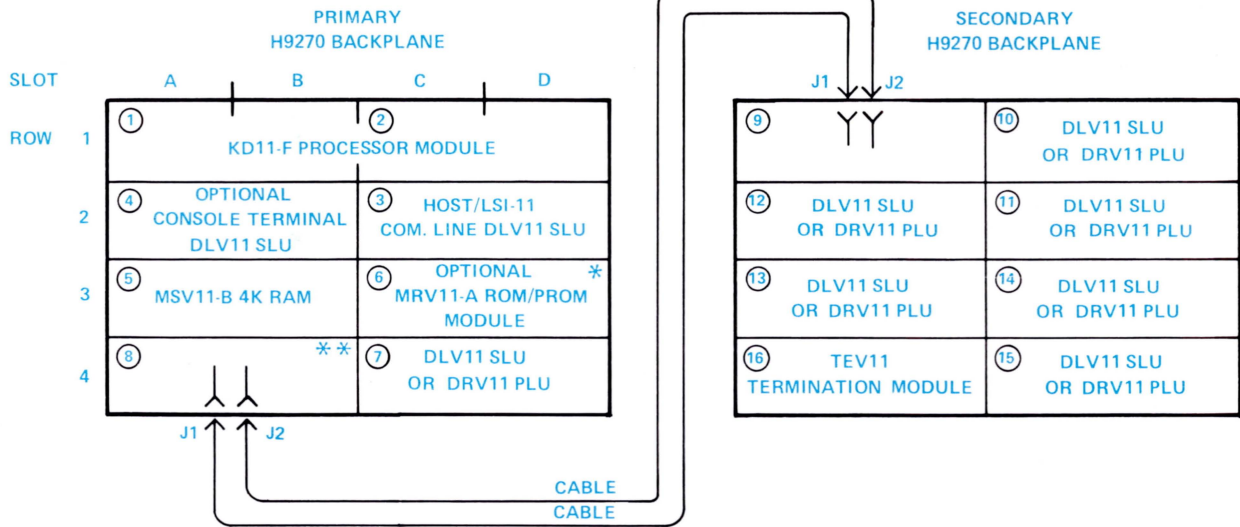 PRIMARY
H9270 BACKPLANE
SECONDARY
H9270 BACKPLANE
SLOT A B C D
J1 J2
ROW 1
① ②
KD11-F PROCESSOR MODULE
2
④ OPTIONAL
CONSOLE TERMINAL
DLV11 SLU
③ HOST/LSI-11
COM. LINE DLV11 SLU
3
⑤ MSV11-B 4K RAM
⑥ OPTIONAL *
MRV11-A ROM/PROM
MODULE
4
⑧ **
⑦ DLV11 SLU
OR DRV11 PLU
J1 J2
CABLE
CABLE
⑨
⑩ DLV11 SLU
OR DRV11 PLU
⑫ DLV11 SLU
OR DRV11 PLU
⑪ DLV11 SLU
OR DRV11 PLU
⑬ DLV11 SLU
OR DRV11 PLU
⑭ DLV11 SLU
OR DRV11 PLU
⑯ TEV11
TERMINATION MODULE
⑮ DLV11 SLU
OR DRV11 PLU